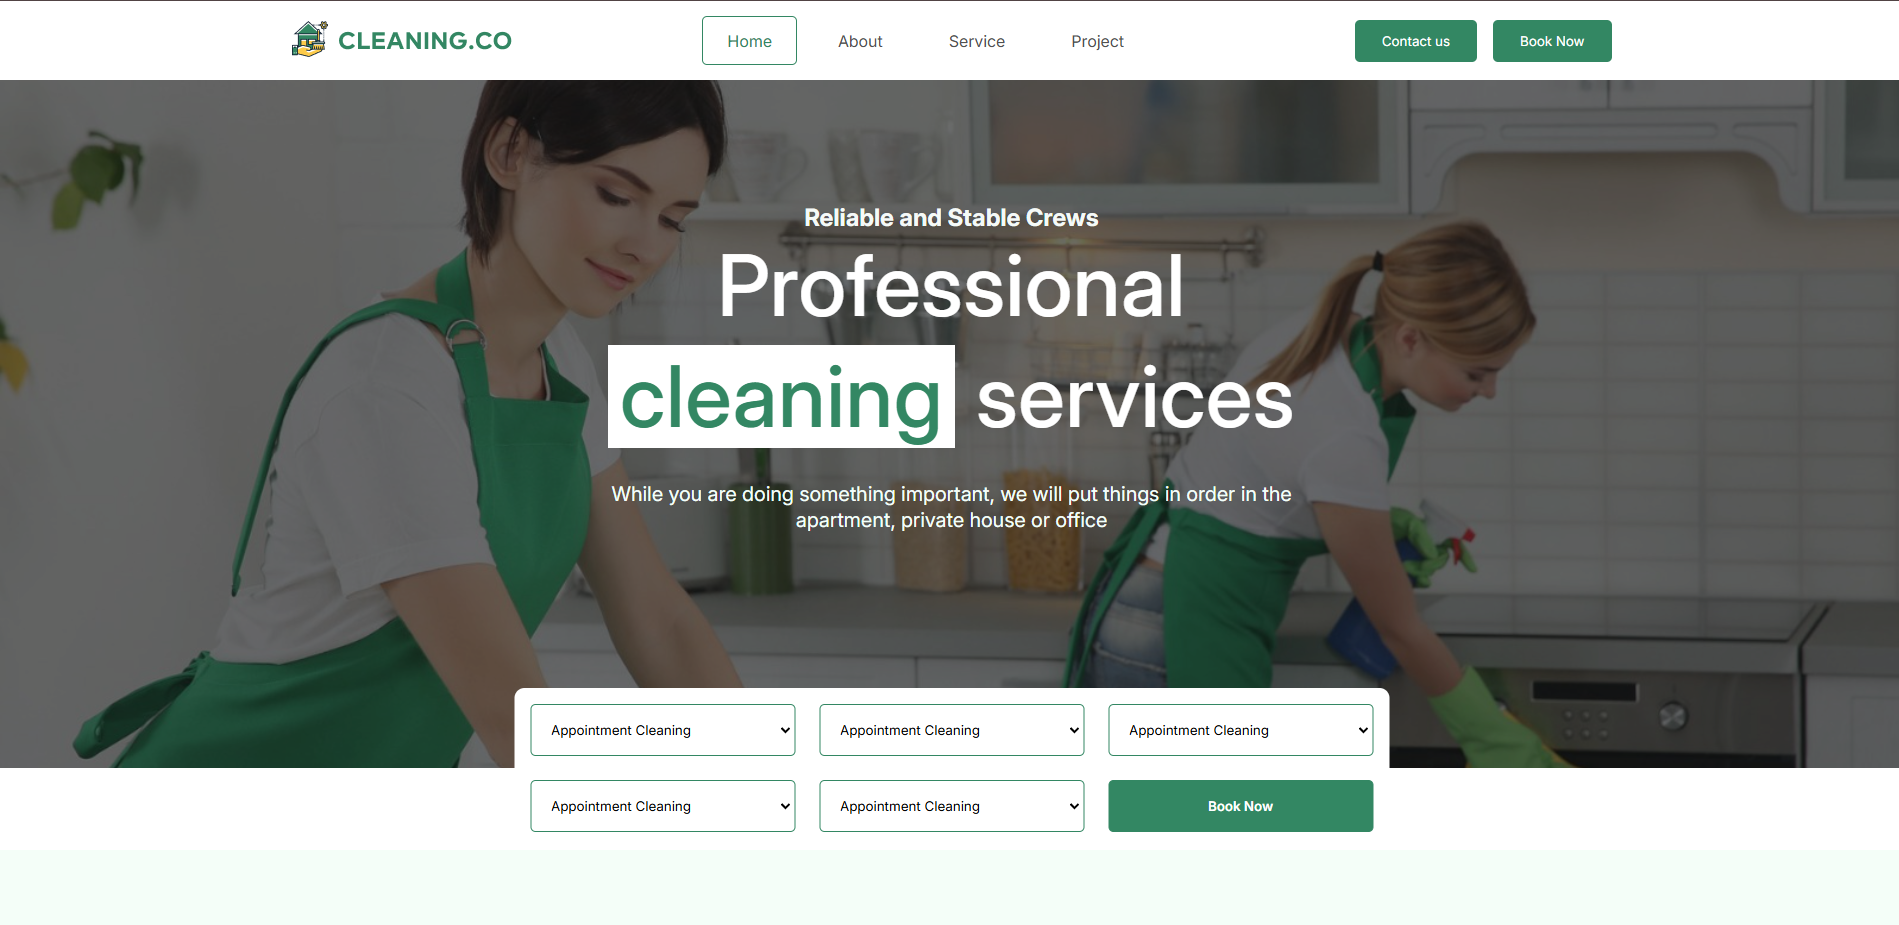 CLEANING.CO
Home
About
Service
Project
Contact us
Book Now
Reliable and Stable Crews
Professional
cleaning services
While you are doing something important, we will put things in order in the
apartment, private house or office
Appointment Cleaning
Appointment Cleaning
Appointment Cleaning
Appointment Cleaning
Appointment Cleaning
Book Now